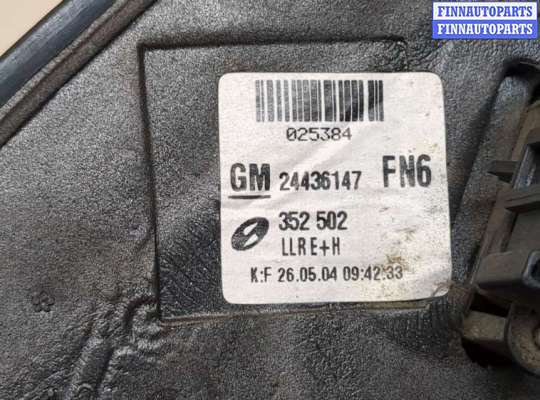 FINNAUTOPARTS
FINNAUTOPARTS
025384
GM 24436147 FN6
352 502
LLRE+H
K:F 26.05.04 09:42:33